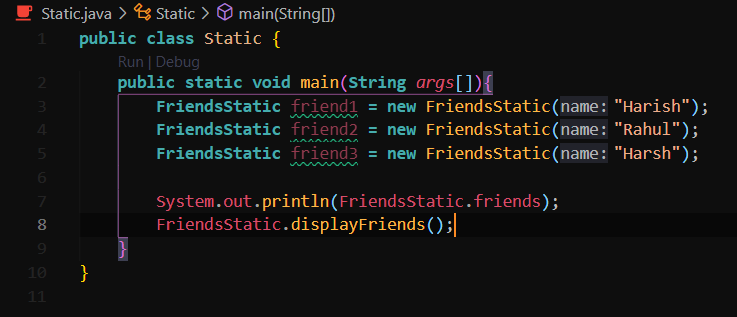 Static.java > Static > main(String[])
1 public class Static {
Run | Debug
2 public static void main(String args[]){
3 FriendsStatic friend1 = new FriendsStatic(name:"Harish");
4 FriendsStatic friend2 = new FriendsStatic(name:"Rahul");
5 FriendsStatic friend3 = new FriendsStatic(name:"Harsh");
6
7 System.out.println(FriendsStatic.friends);
8 FriendsStatic.displayFriends();
9 }
10 }
11